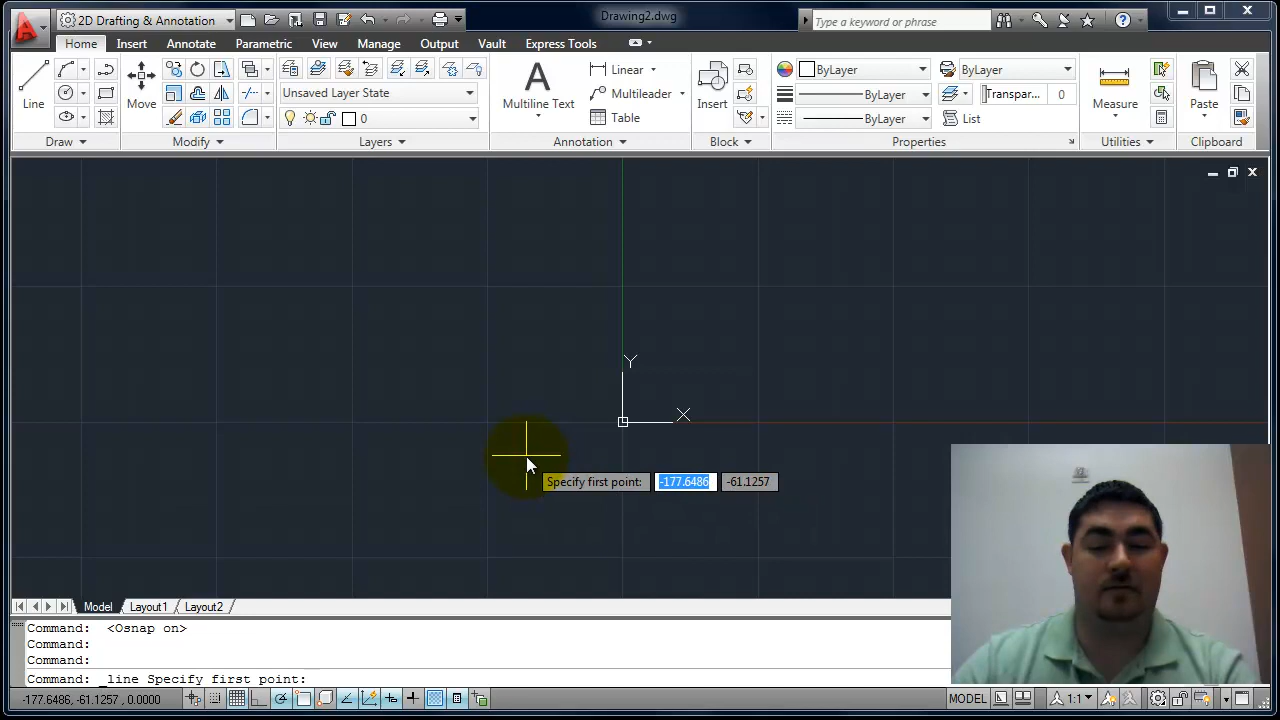 2D Drafting & Annotation
Drawing2.dwg
Type a keyword or phrase
Home Insert Annotate Parametric View Manage Output Vault Express Tools
Line
Move
Unsaved Layer State
0
Multiline Text
Linear
Multileader
Table
Insert
ByLayer
ByLayer
ByLayer
ByLayer
Transpar... 0
List
Measure
Paste
Draw Modify Layers Annotation Block Properties Utilities Clipboard
Y
X
Specify first point: -177.6486 -61.1257
Model Layout1 Layout2
Command: <Osnap on>
Command:
Command:
Command: _line Specify first point:
-177.6486, -61.1257 , 0.0000
MODEL
1:1